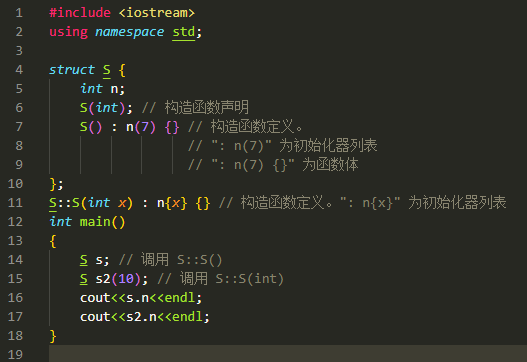 1 #include <iostream>
2 using namespace std;
3
4 struct S {
5 int n;
6 S(int); // 构造函数声明
7 S() : n(7) {} // 构造函数定义。
8 // ": n(7)" 为初始化器列表
9 // ": n(7) {}" 为函数体
10 };
11 S::S(int x) : n{x} {} // 构造函数定义。": n{x}" 为初始化器列表
12 int main()
13 {
14 S s; // 调用 S::S()
15 S s2(10); // 调用 S::S(int)
16 cout<<s.n<<endl;
17 cout<<s2.n<<endl;
18 }
19